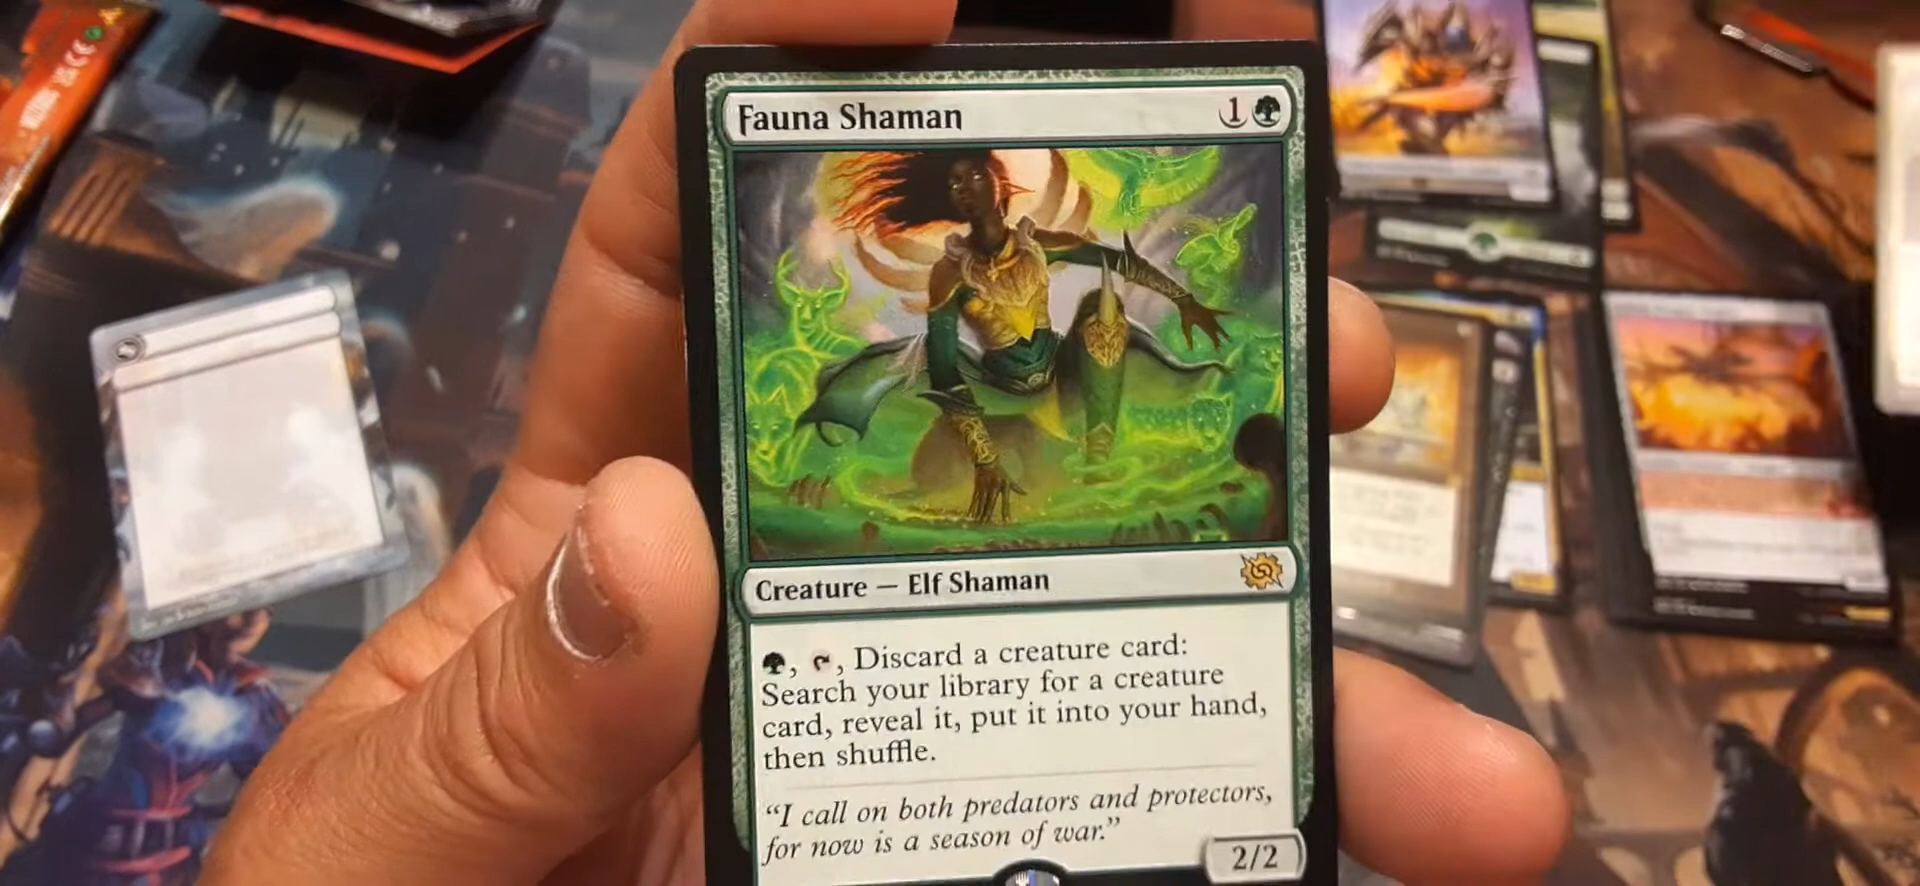 Fauna Shaman 1
Creature — Elf Shaman
, , Discard a creature card:
Search your library for a creature
card, reveal it, put it into your hand,
then shuffle.
“I call on both predators and protectors,
for now is a season of war.”
2/2